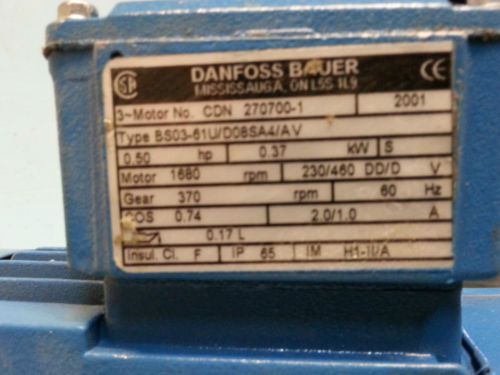 DANFOSS BAUER
MISSISSAUGA, ON L5S 1L9
3~Motor No. CDN 270700-1 2001
Type BS03-61U/D08SA4/AV
0.50 hp 0.37 kW S
Motor 1680 rpm 230/460 DD/D V
Gear 370 rpm 60 Hz
COS 0.74 2.0/1.0 A
0.17 L
Insul. Cl. F IP 65 IM H1-II/A